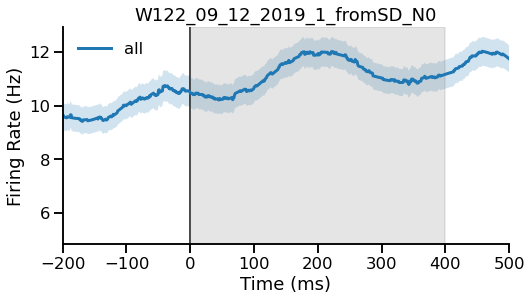 W122_09_12_2019_1_fromSD_N0
all
Firing Rate (Hz)
12
10
8
6
−200 −100 0 100 200 300 400 500
Time (ms)